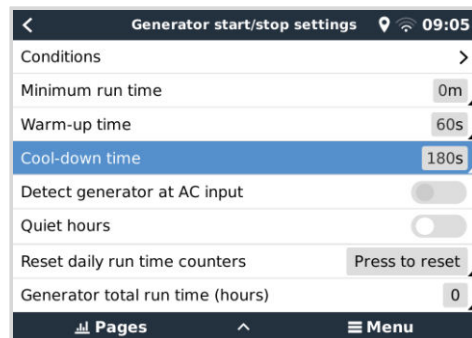 Generator start/stop settings 09:05
Conditions
Minimum run time 0m
Warm-up time 60s
Cool-down time 180s
Detect generator at AC input
Quiet hours
Reset daily run time counters Press to reset
Generator total run time (hours) 0
Pages Menu